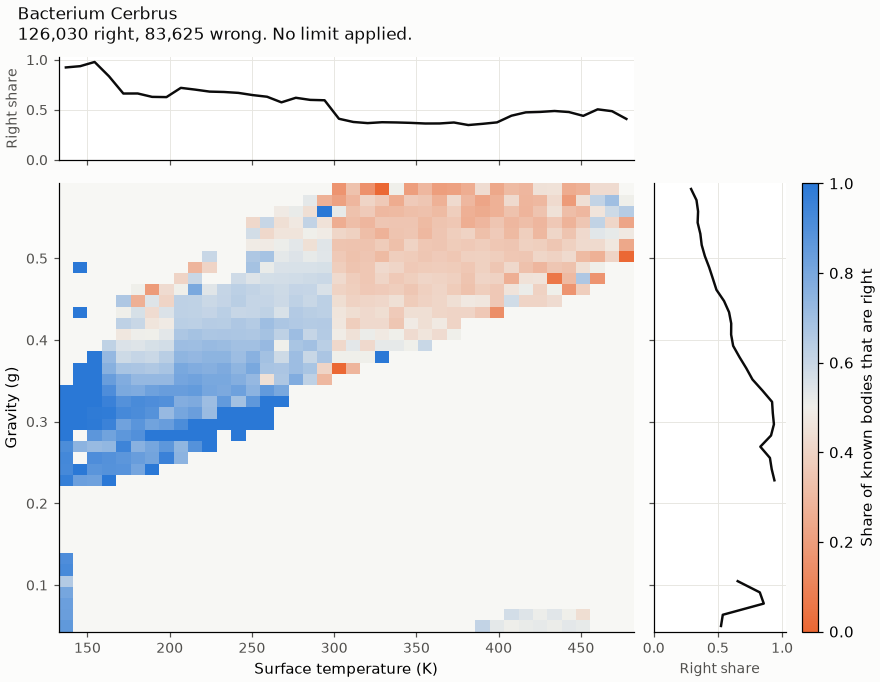 Bacterium Cerbrus
126,030 right, 83,625 wrong. No limit applied.
Right share
1.0
0.5
0.0
Gravity (g)
0.5
0.4
0.3
0.2
0.1
150 200 250 300 350 400 450
Surface temperature (K)
0.0 0.5 1.0
Right share
1.0
0.8
0.6
0.4
0.2
0.0
Share of known bodies that are right